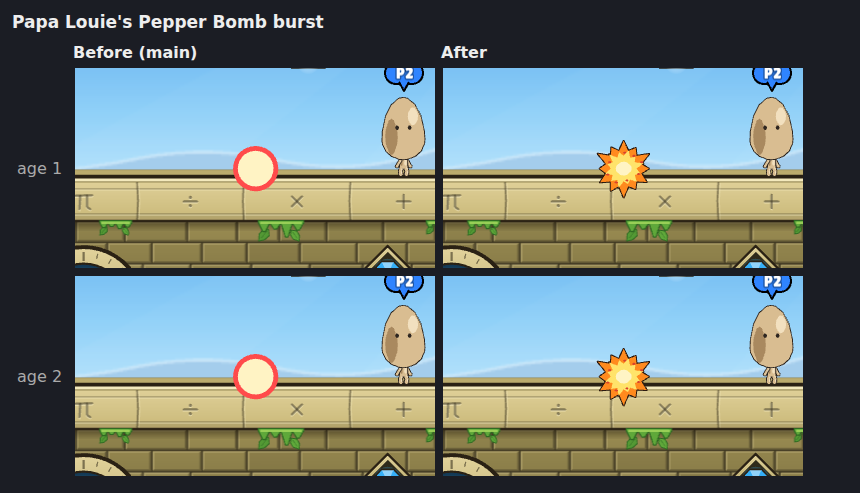 Papa Louie's Pepper Bomb burst
Before (main) After
P2 P2
age 1
π ÷ × + ÷ × +
P2 P2
age 2
π ÷ × + ÷ × +